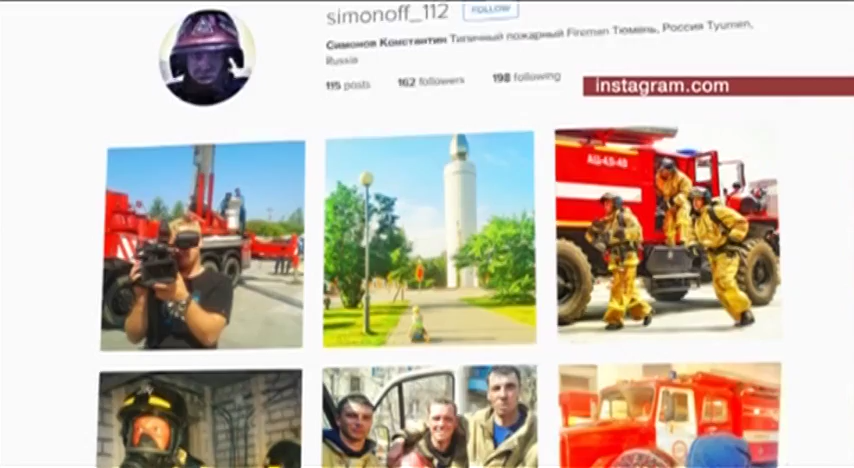 simonoff_112 FOLLOW
Симонов Константин Типичный пожарный Fireman Тюмень, Россия Tyumen,
Russia
115 posts 162 followers 198 following
instagram.com
АЦ-4,0-40